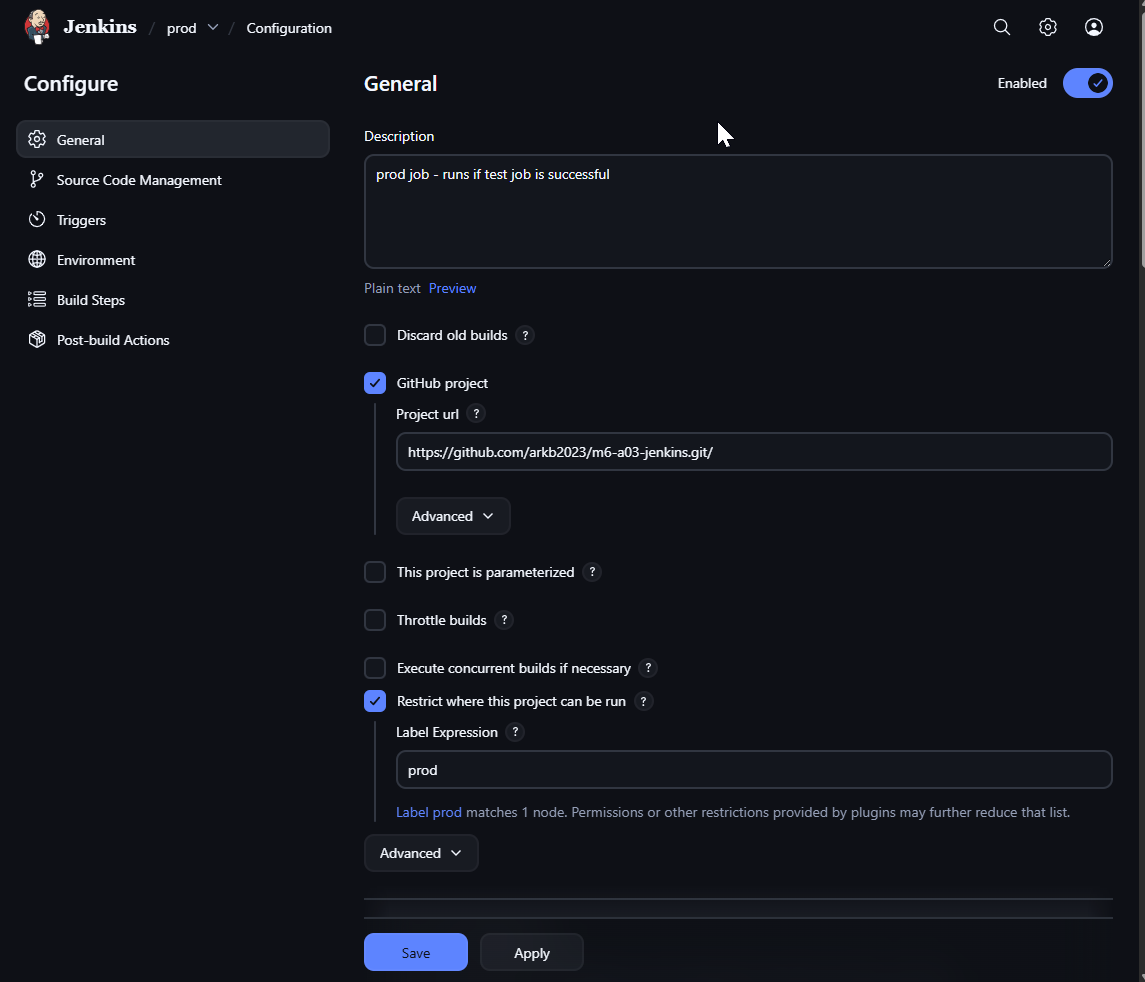 Jenkins / prod / Configuration
Configure
General
Source Code Management
Triggers
Environment
Build Steps
Post-build Actions
General
Enabled
Description
prod job - runs if test job is successful
Plain text Preview
Discard old builds ?
GitHub project
Project url ?
https://github.com/arkb2023/m6-a03-jenkins.git/
Advanced
This project is parameterized ?
Throttle builds ?
Execute concurrent builds if necessary ?
Restrict where this project can be run ?
Label Expression ?
prod
Label prod matches 1 node. Permissions or other restrictions provided by plugins may further reduce that list.
Advanced
Save Apply